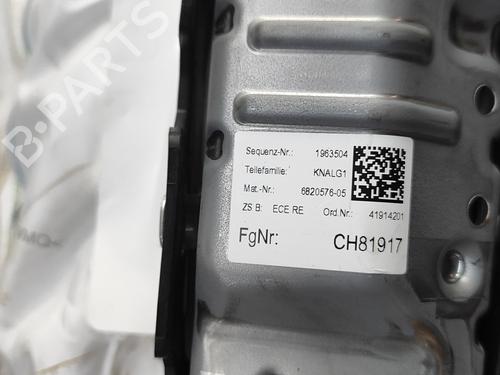 B-PARTS
Sequenz-Nr.: 1963504
Teilefamilie: KNALG1
Mat.-Nr.: 6820576-05
ZS B: ECE RE Ord.Nr.: 41914201
FgNr: CH81917